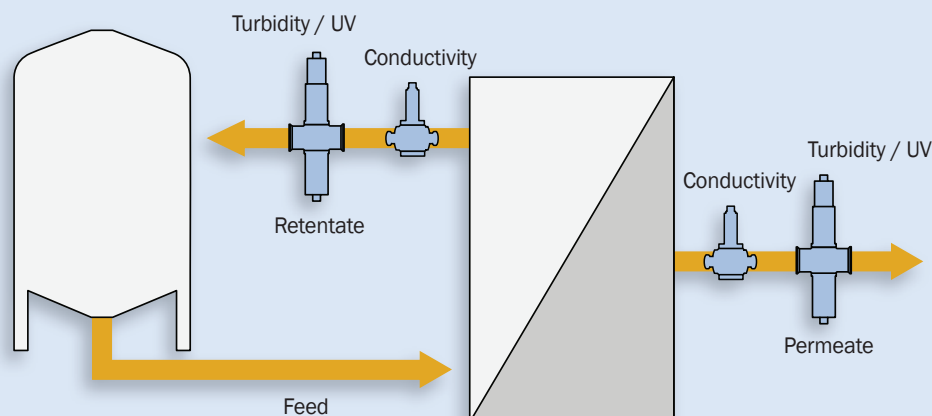 Turbidity / UV
Conductivity
Retentate
Turbidity / UV
Conductivity
Permeate
Feed